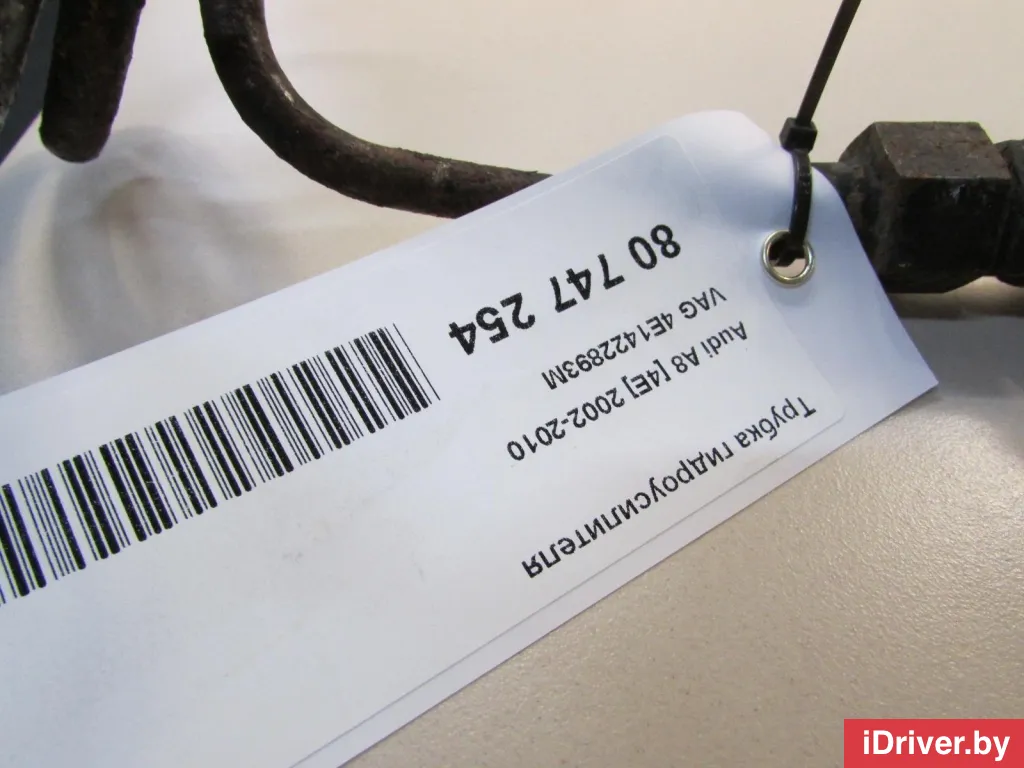 Трубка гидроусилителя
Audi A8 [4E] 2002-2010
VAG 4E1422893M
80 747 254
iDriver.by